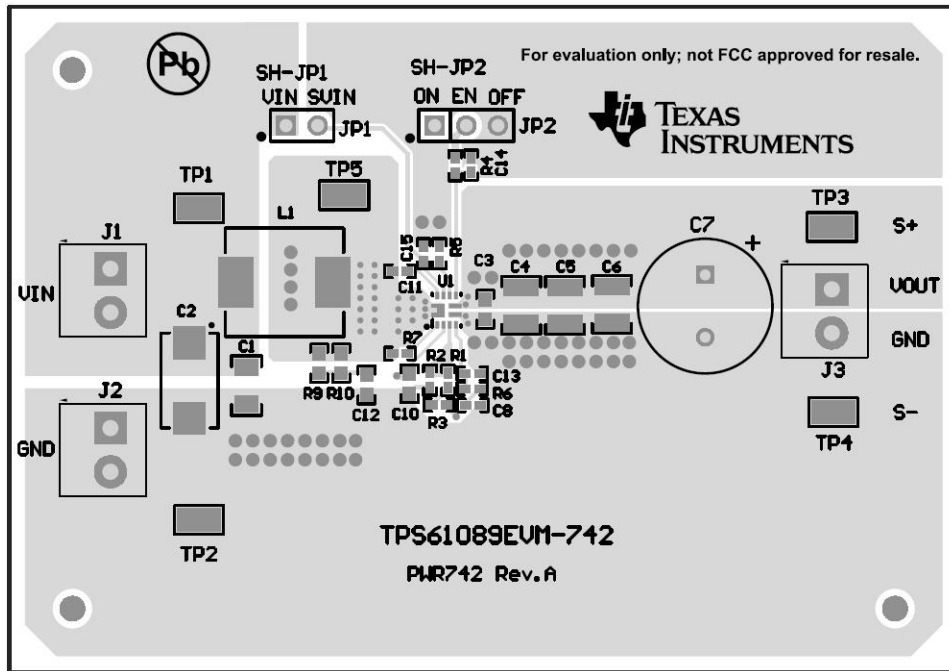 Pb
SH-JP1
VIN SVIN
JP1
SH-JP2
ON EN OFF
JP2
For evaluation only; not FCC approved for resale.
TEXAS
INSTRUMENTS
R4
C14
TP1
TP5
L1
J1
VIN
C2
C1
J2
GND
TP2
C15
R5
C11
U1
C3
C4
C5
C6
C7
+
TP3
S+
VOUT
GND
J3
S-
TP4
R7
R9
R10
C12
C10
R2
R1
R3
C13
R6
C8
TPS61089EVM-742
PWR742 Rev.A